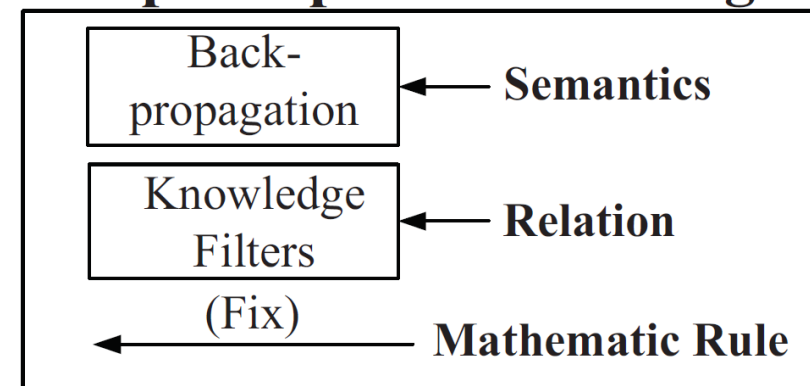 Back-
propagation
Semantics
Knowledge
Filters
Relation
(Fix)
Mathematic Rule